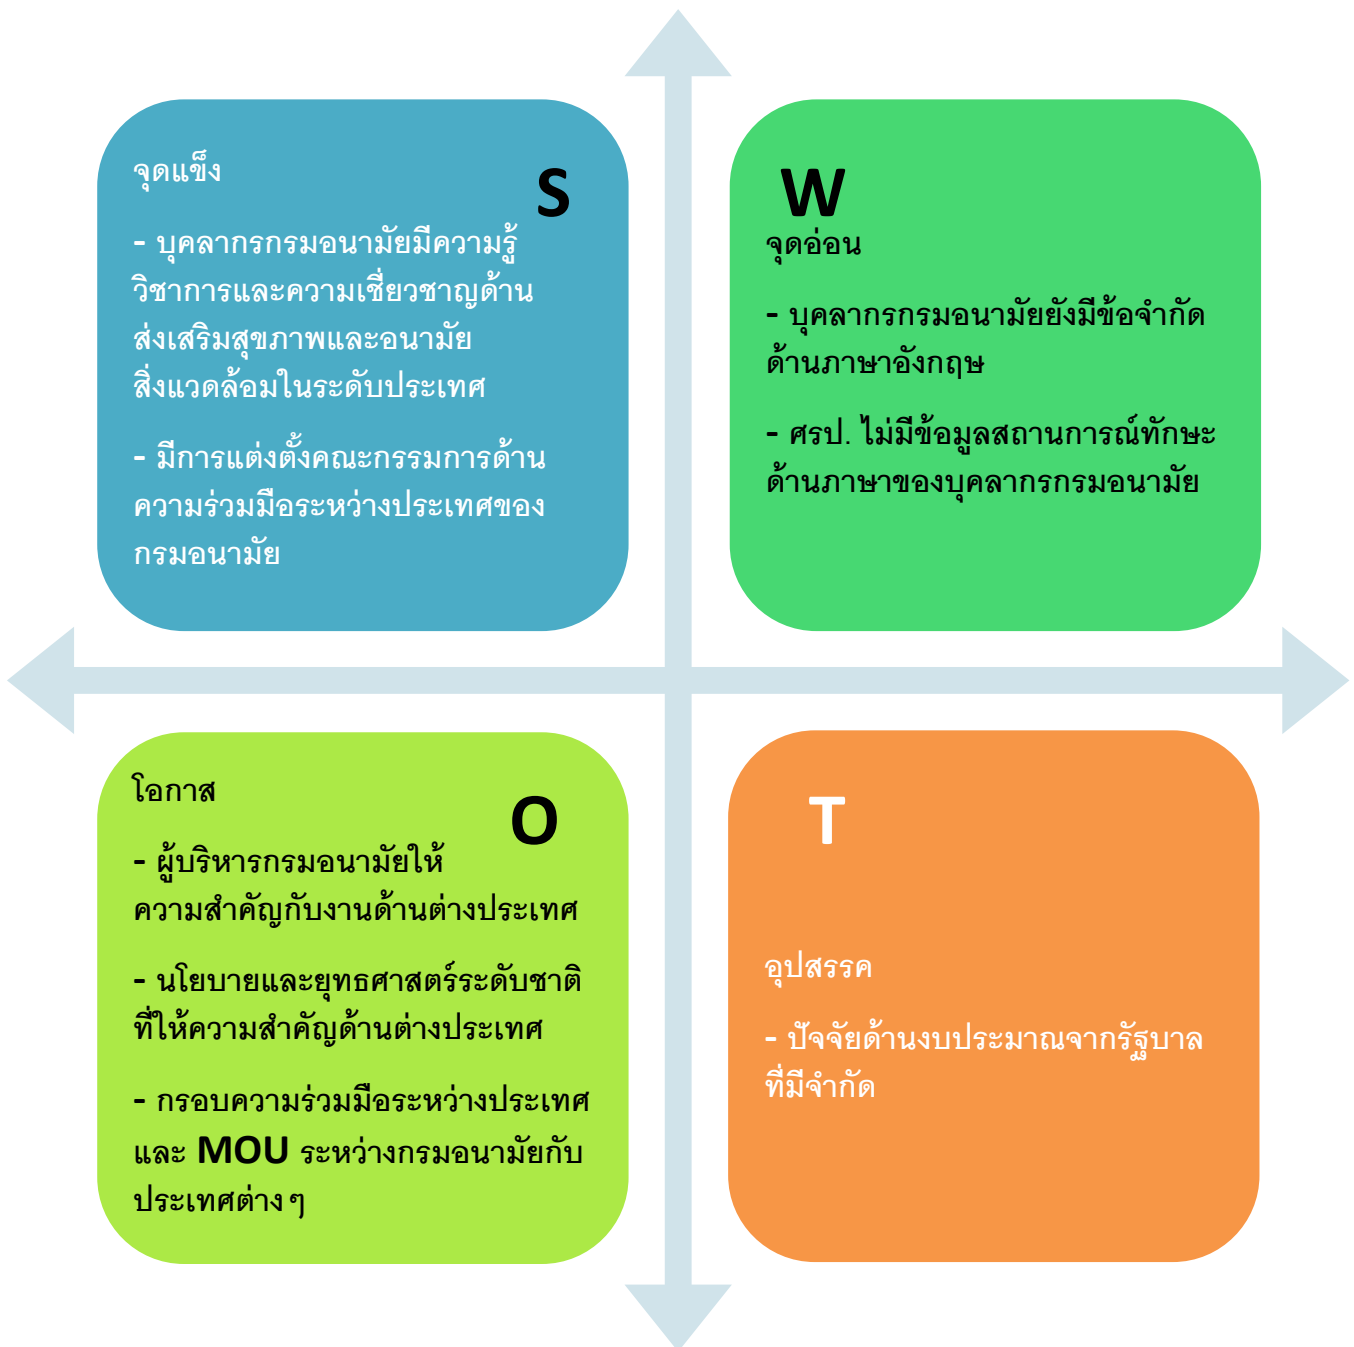 จุดแข็ง
S
- บุคลากรกรมอนามัยมีความรู้
วิชาการและความเชี่ยวชาญด้าน
ส่งเสริมสุขภาพและอนามัย
สิ่งแวดล้อมในระดับประเทศ
- มีการแต่งตั้งคณะกรรมการด้าน
ความร่วมมือระหว่างประเทศของ
กรมอนามัย
W
จุดอ่อน
- บุคลากรกรมอนามัยยังมีข้อจำกัด
ด้านภาษาอังกฤษ
- ศรป. ไม่มีข้อมูลสถานการณ์ทักษะ
ด้านภาษาของบุคลากรกรมอนามัย
โอกาส
O
- ผู้บริหารกรมอนามัยให้
ความสำคัญกับงานด้านต่างประเทศ
- นโยบายและยุทธศาสตร์ระดับชาติ
ที่ให้ความสำคัญด้านต่างประเทศ
- กรอบความร่วมมือระหว่างประเทศ
และ MOU ระหว่างกรมอนามัยกับ
ประเทศต่าง ๆ
T
อุปสรรค
- ปัจจัยด้านงบประมาณจากรัฐบาล
ที่มีจำกัด